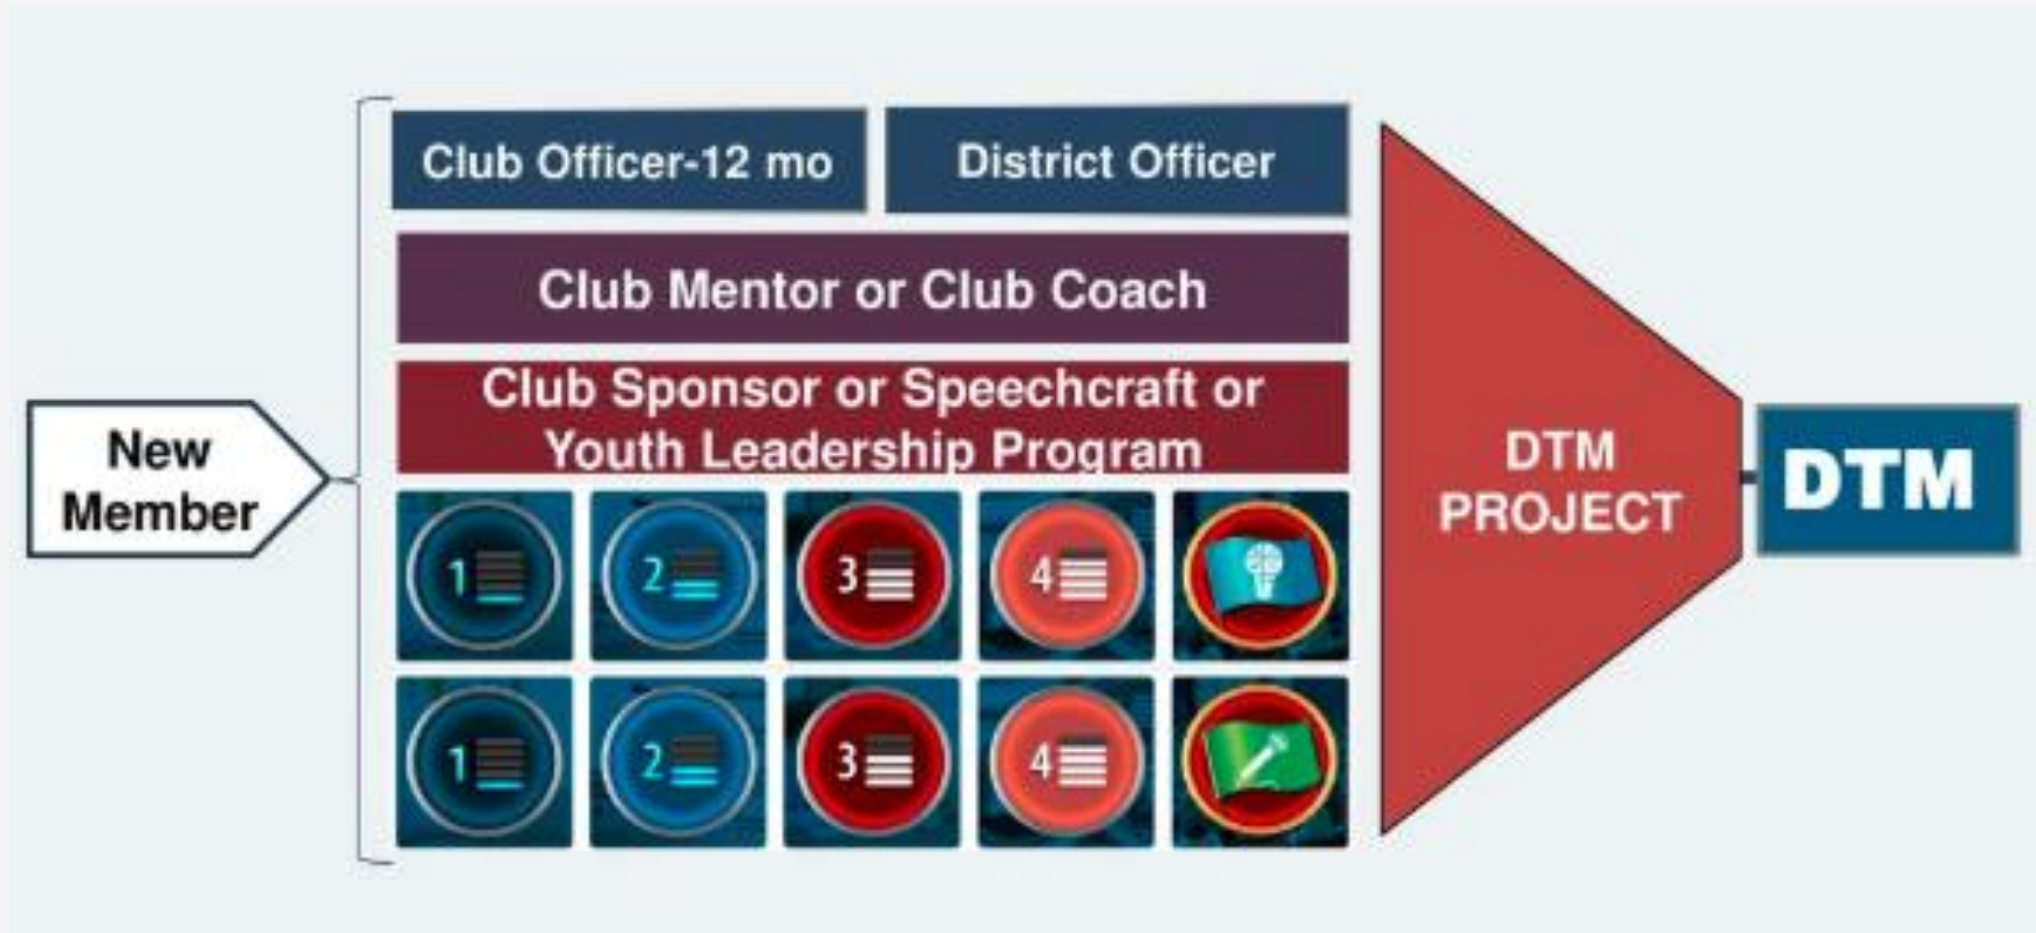 Club Officer-12 mo
District Officer
Club Mentor or Club Coach
Club Sponsor or Speechcraft or
Youth Leadership Program
New
Member
1
2
3
4
1
2
3
4
DTM
PROJECT
DTM